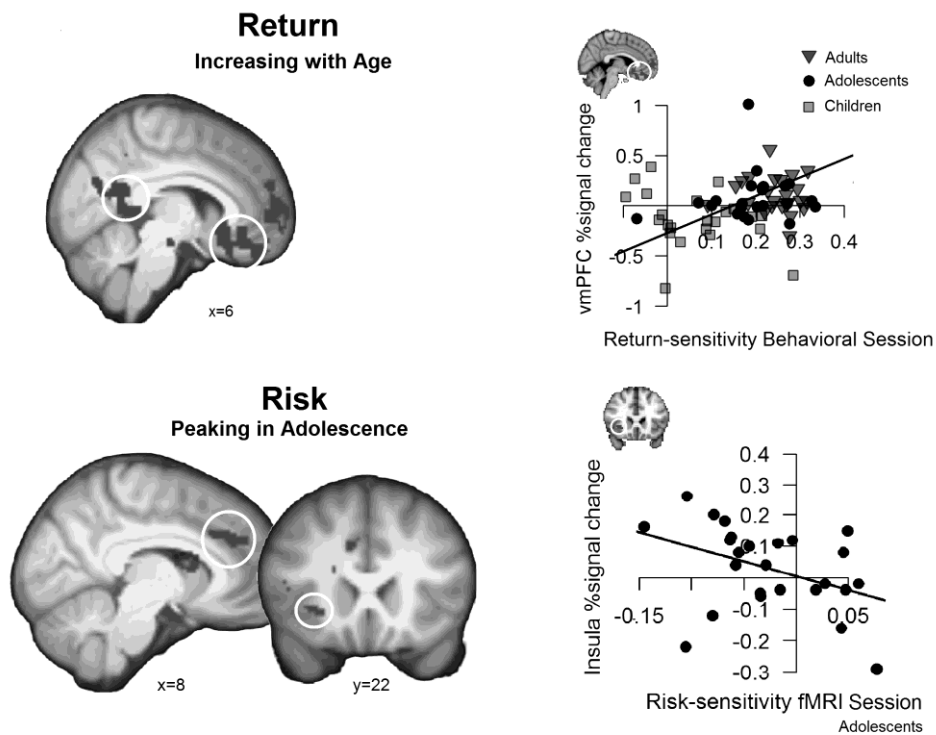 Return
Increasing with Age
x=6
Adults
Adolescents
Children
vmPFC %signal change
1
0.5
0
-0.5
-1
0
0.1
0.2
0.3
0.4
Return-sensitivity Behavioral Session
Risk
Peaking in Adolescence
x=8
y=22
Insula %signal change
0.4
0.3
0.2
0.1
-0.1
-0.2
-0.3
-0.15
0.05
Risk-sensitivity fMRI Session
Adolescents